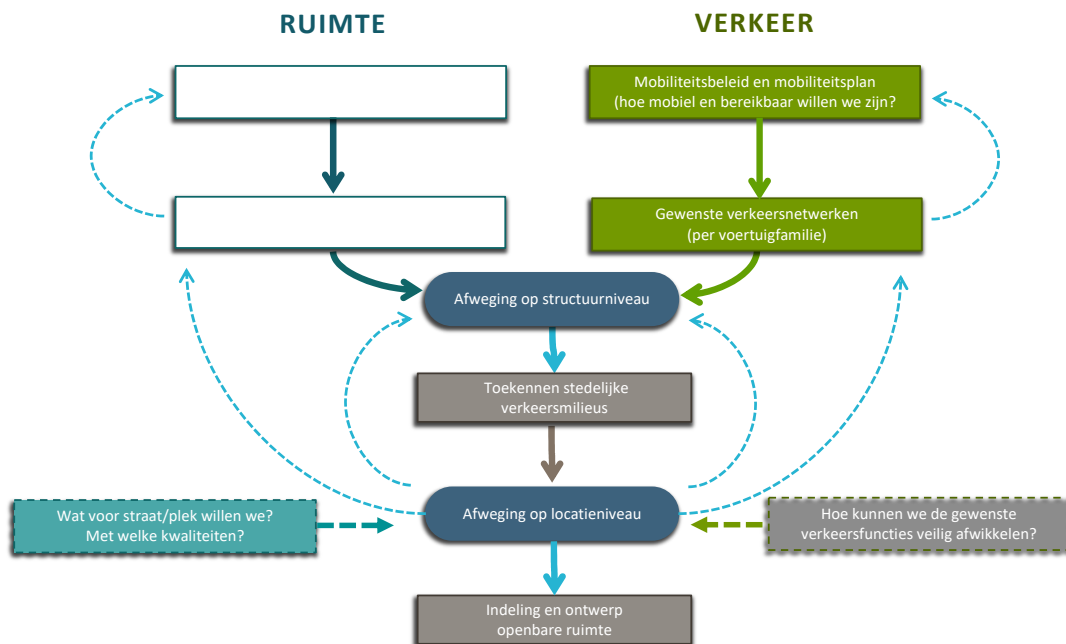 RUIMTE
VERKEER
Mobiliteitsbeleid en mobiliteitsplan
(hoe mobiel en bereikbaar willen we zijn?
Gewenste verkeersnetwerken
(per voertuigfamilie)
Afweging op structuurniveau
Toekennen stedelijke
verkeersmilieus
Wat voor straat/plek willen we?
Met welke kwaliteiten?
Afweging op locatieniveau
Hoe kunnen we de gewenste
verkeersfuncties veilig afwikkelen?
Indeling en ontwerp
openbare ruimte